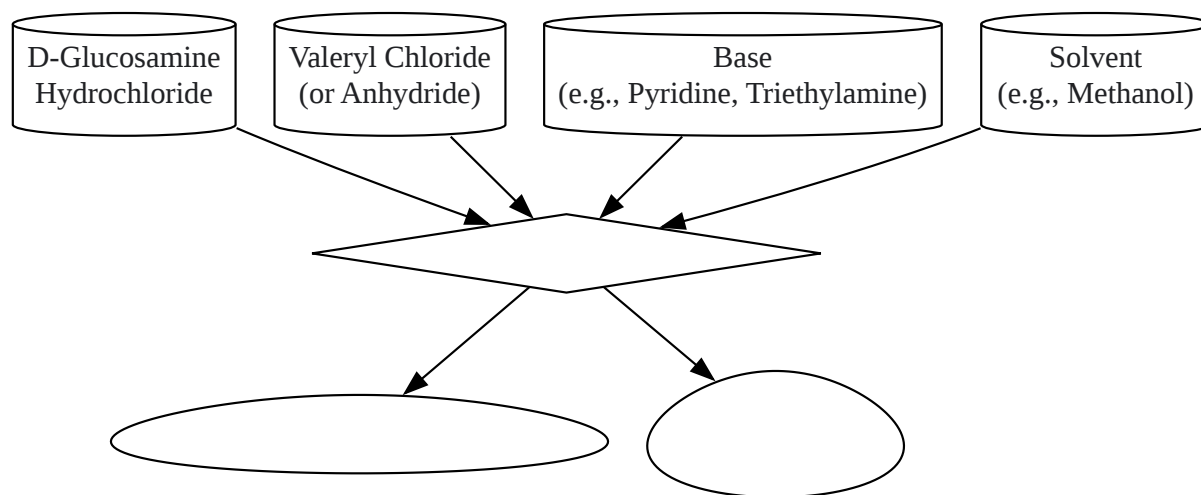 D-Glucosamine
Hydrochloride
Valeryl Chloride
(or Anhydride)
Base
(e.g., Pyridine, Triethylamine)
Solvent
(e.g., Methanol)